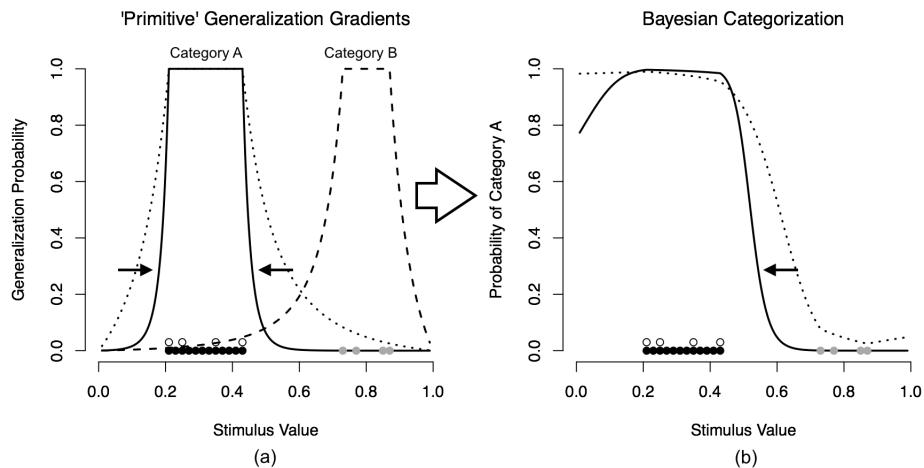 'Primitive' Generalization Gradients
Category A
Category B
Generalization Probability
1.0
0.8
0.6
0.4
0.2
0.0
0.0 0.2 0.4 0.6 0.8 1.0
Stimulus Value
(a)
Bayesian Categorization
Probability of Category A
1.0
0.8
0.6
0.4
0.2
0.0
0.0 0.2 0.4 0.6 0.8 1.0
Stimulus Value
(b)